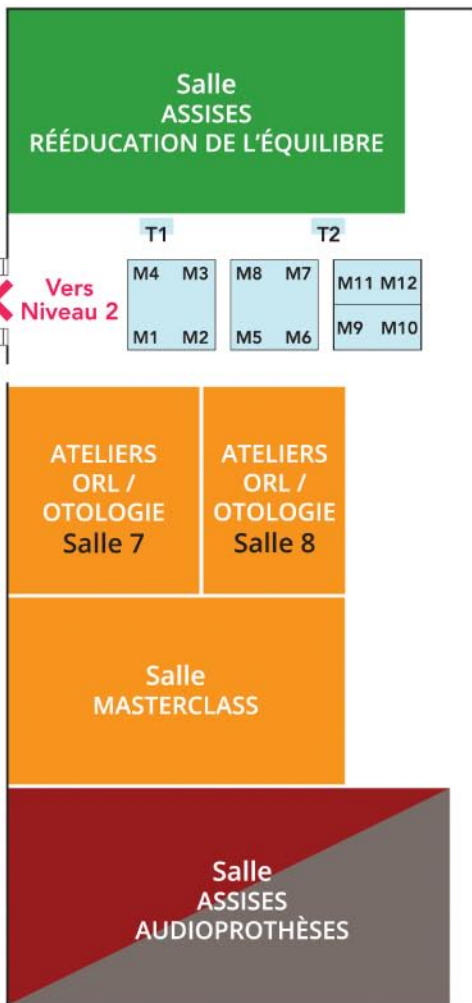 Salle
ASSISES
RÉÉDUCATION DE L'ÉQUILIBRE
T1 T2
M4 M3 M8 M7 M11 M12
Vers
Niveau 2
M1 M2 M5 M6 M9 M10
ATELIERS
ORL /
OTOLOGIE
Salle 7
ATELIERS
ORL /
OTOLOGIE
Salle 8
Salle
MASTERCLASS
Salle
ASSISES
AUDIOPROTHÈSES